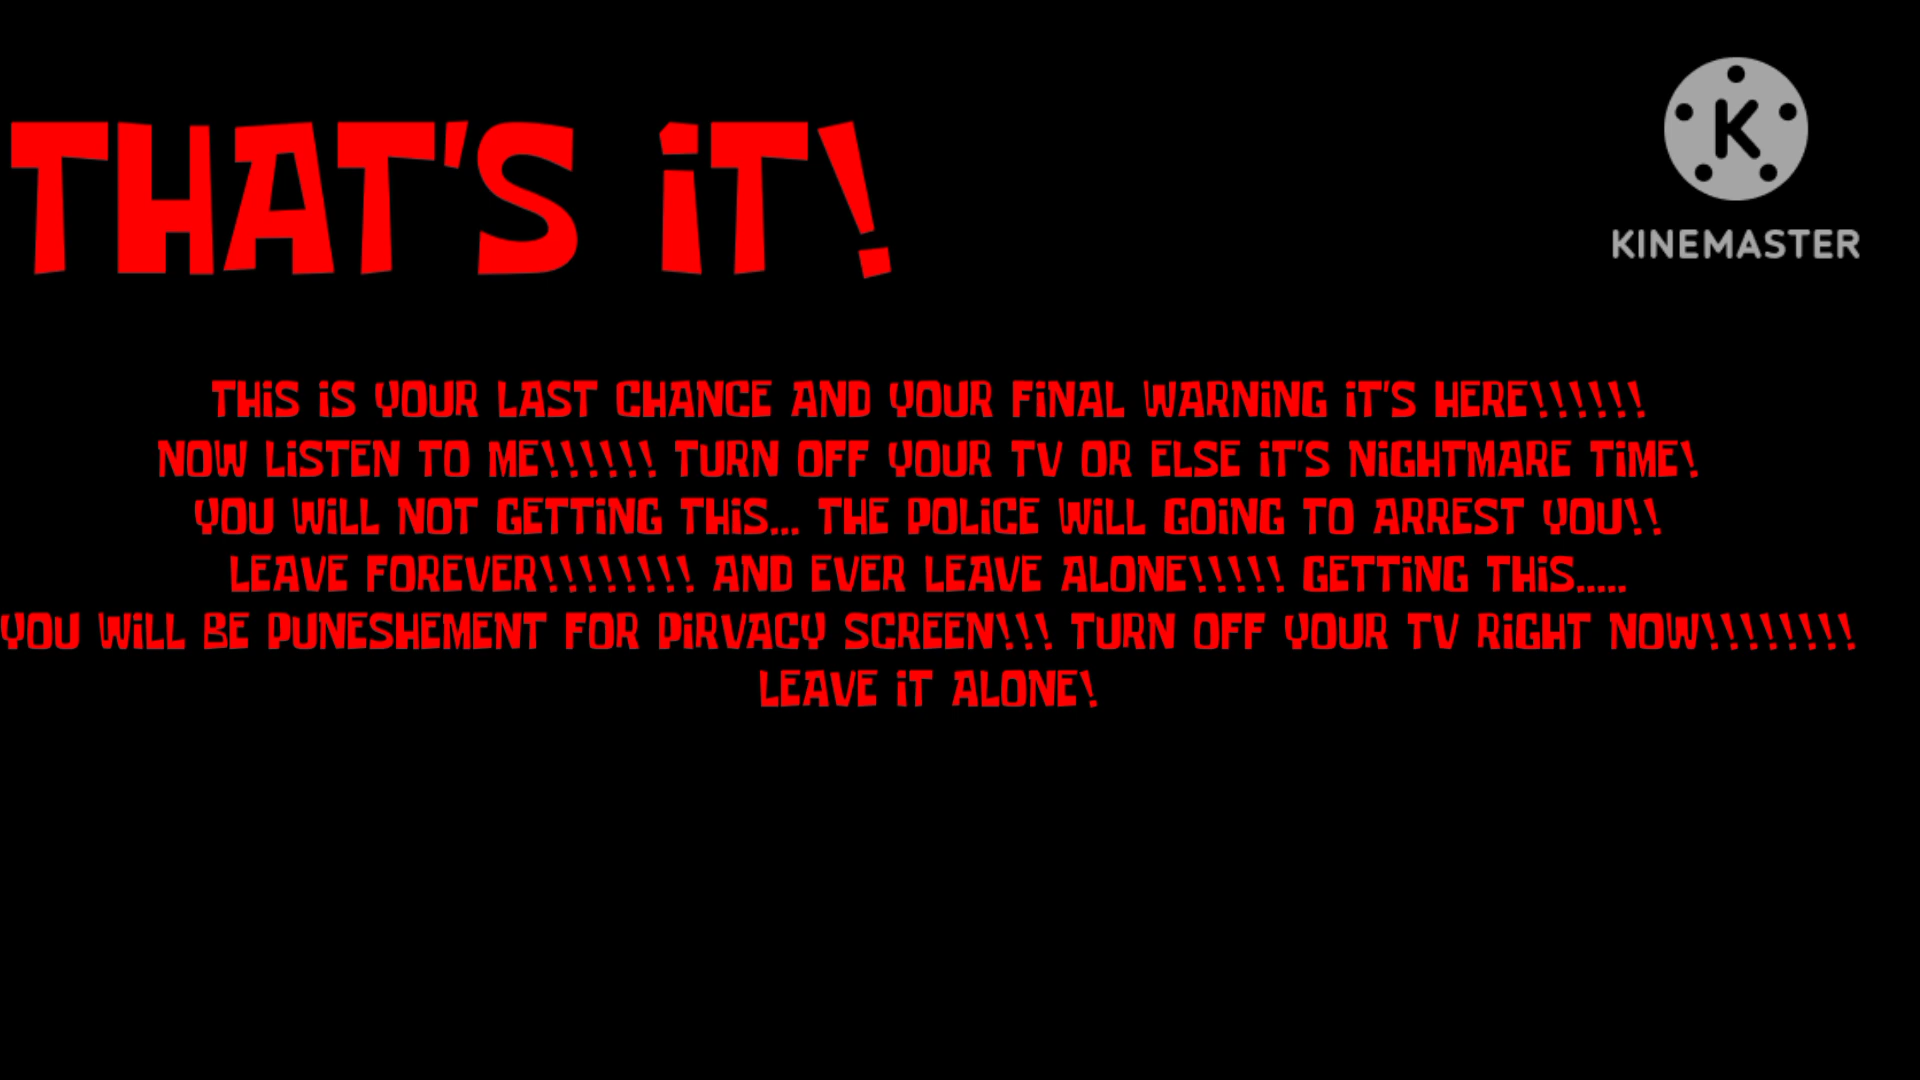 THAT'S iT!
KINEMASTER
THiS iS YOUR LAST CHANCE AND YOUR FiNAL WARNiNG iT'S HERE!!!!!!
NOW LiSTEN TO ME!!!!!! TURN OFF YOUR TV OR ELSE iT'S NiGHTMARE TiME!
YOU WiLL NOT GETTiNG THiS... THE POLiCE WiLL GOiNG TO ARREST YOU!!
LEAVE FOREVER!!!!!!!! AND EVER LEAVE ALONE!!!!! GETTiNG THiS.....
YOU WiLL BE PUNESHEMENT FOR PiRVACY SCREEN!!! TURN OFF YOUR TV RiGHT NOW!!!!!!!!
LEAVE iT ALONE!